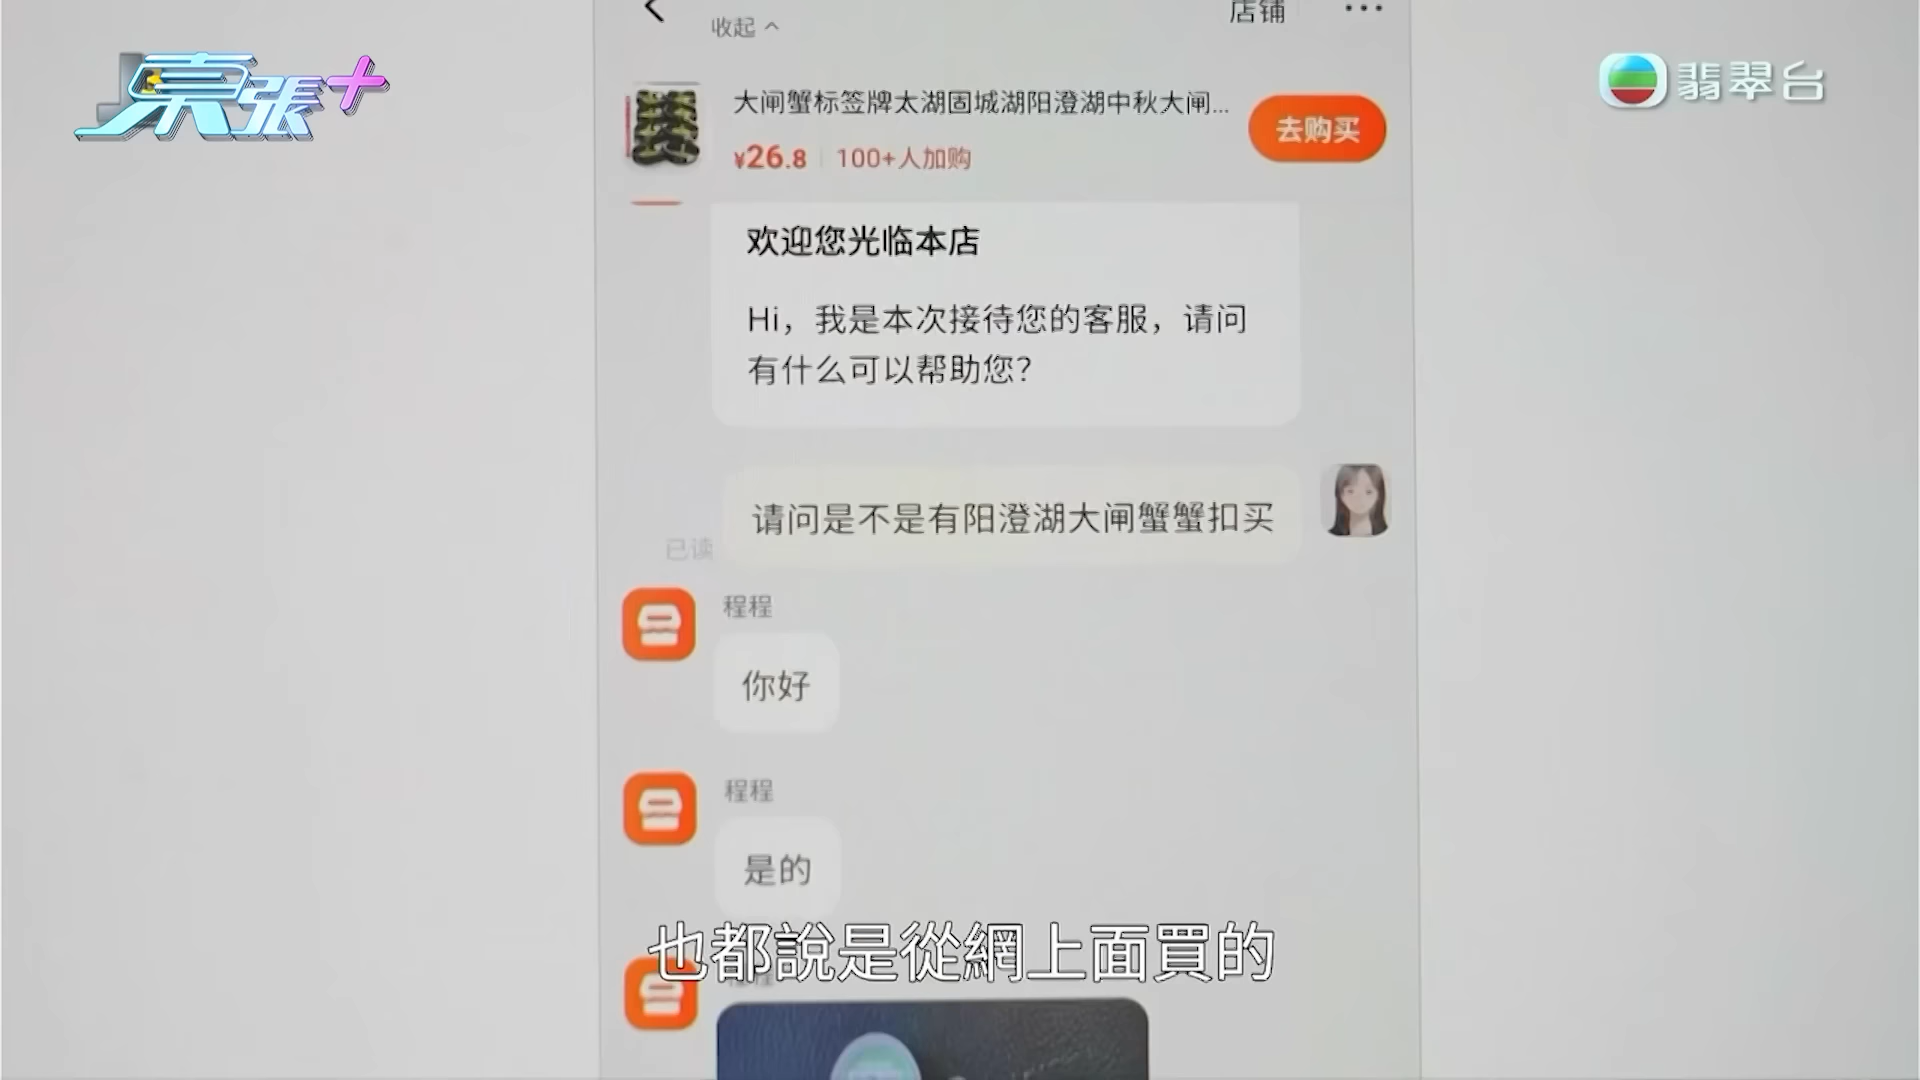 東張+
翡翠台
收起
店铺
大闸蟹标签牌太湖固城湖阳澄湖中秋大闸...
去购买
¥26.8 100+人加购
欢迎您光临本店
Hi，我是本次接待您的客服，请问
有什么可以帮助您？
请问是不是有阳澄湖大闸蟹蟹扣买
已读
程程
你好
程程
是的
程程
也都說是從網上面買的